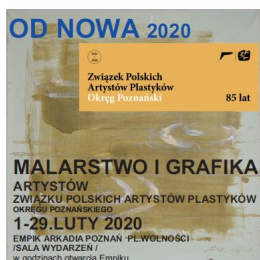 OD NOWA 2020
Związek Polskich
Artystów Plastyków
Okręg Poznański 85 lat
MALARSTWO I GRAFIKA
ARTYSTÓW
ZWIĄZKU POLSKICH ARTYSTÓW PLASTYKÓW
OKRĘGU POZNAŃSKIEGO
1-29.LUTY 2020
EMPIK ARKADIA POZNAŃ PL.WOLNOŚCI
/SALA WYDARZEŃ /
w godzinach otwarcia Empiku